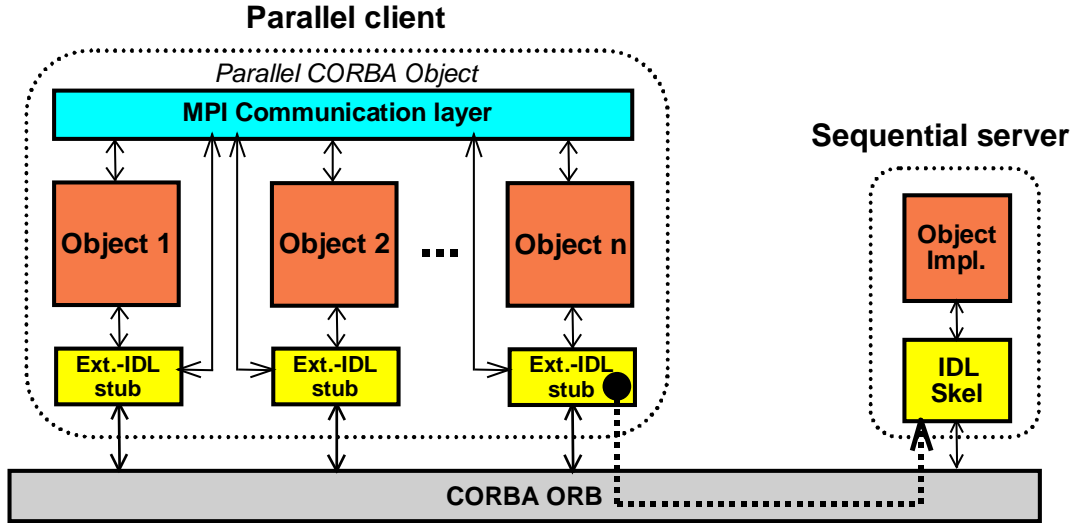 Parallel client
Parallel CORBA Object
MPI Communication layer
Sequential server
Object 1
Object 2
...
Object n
Object
Impl.
Ext.-IDL
stub
Ext.-IDL
stub
Ext.-IDL
stub
IDL
Skel
CORBA ORB